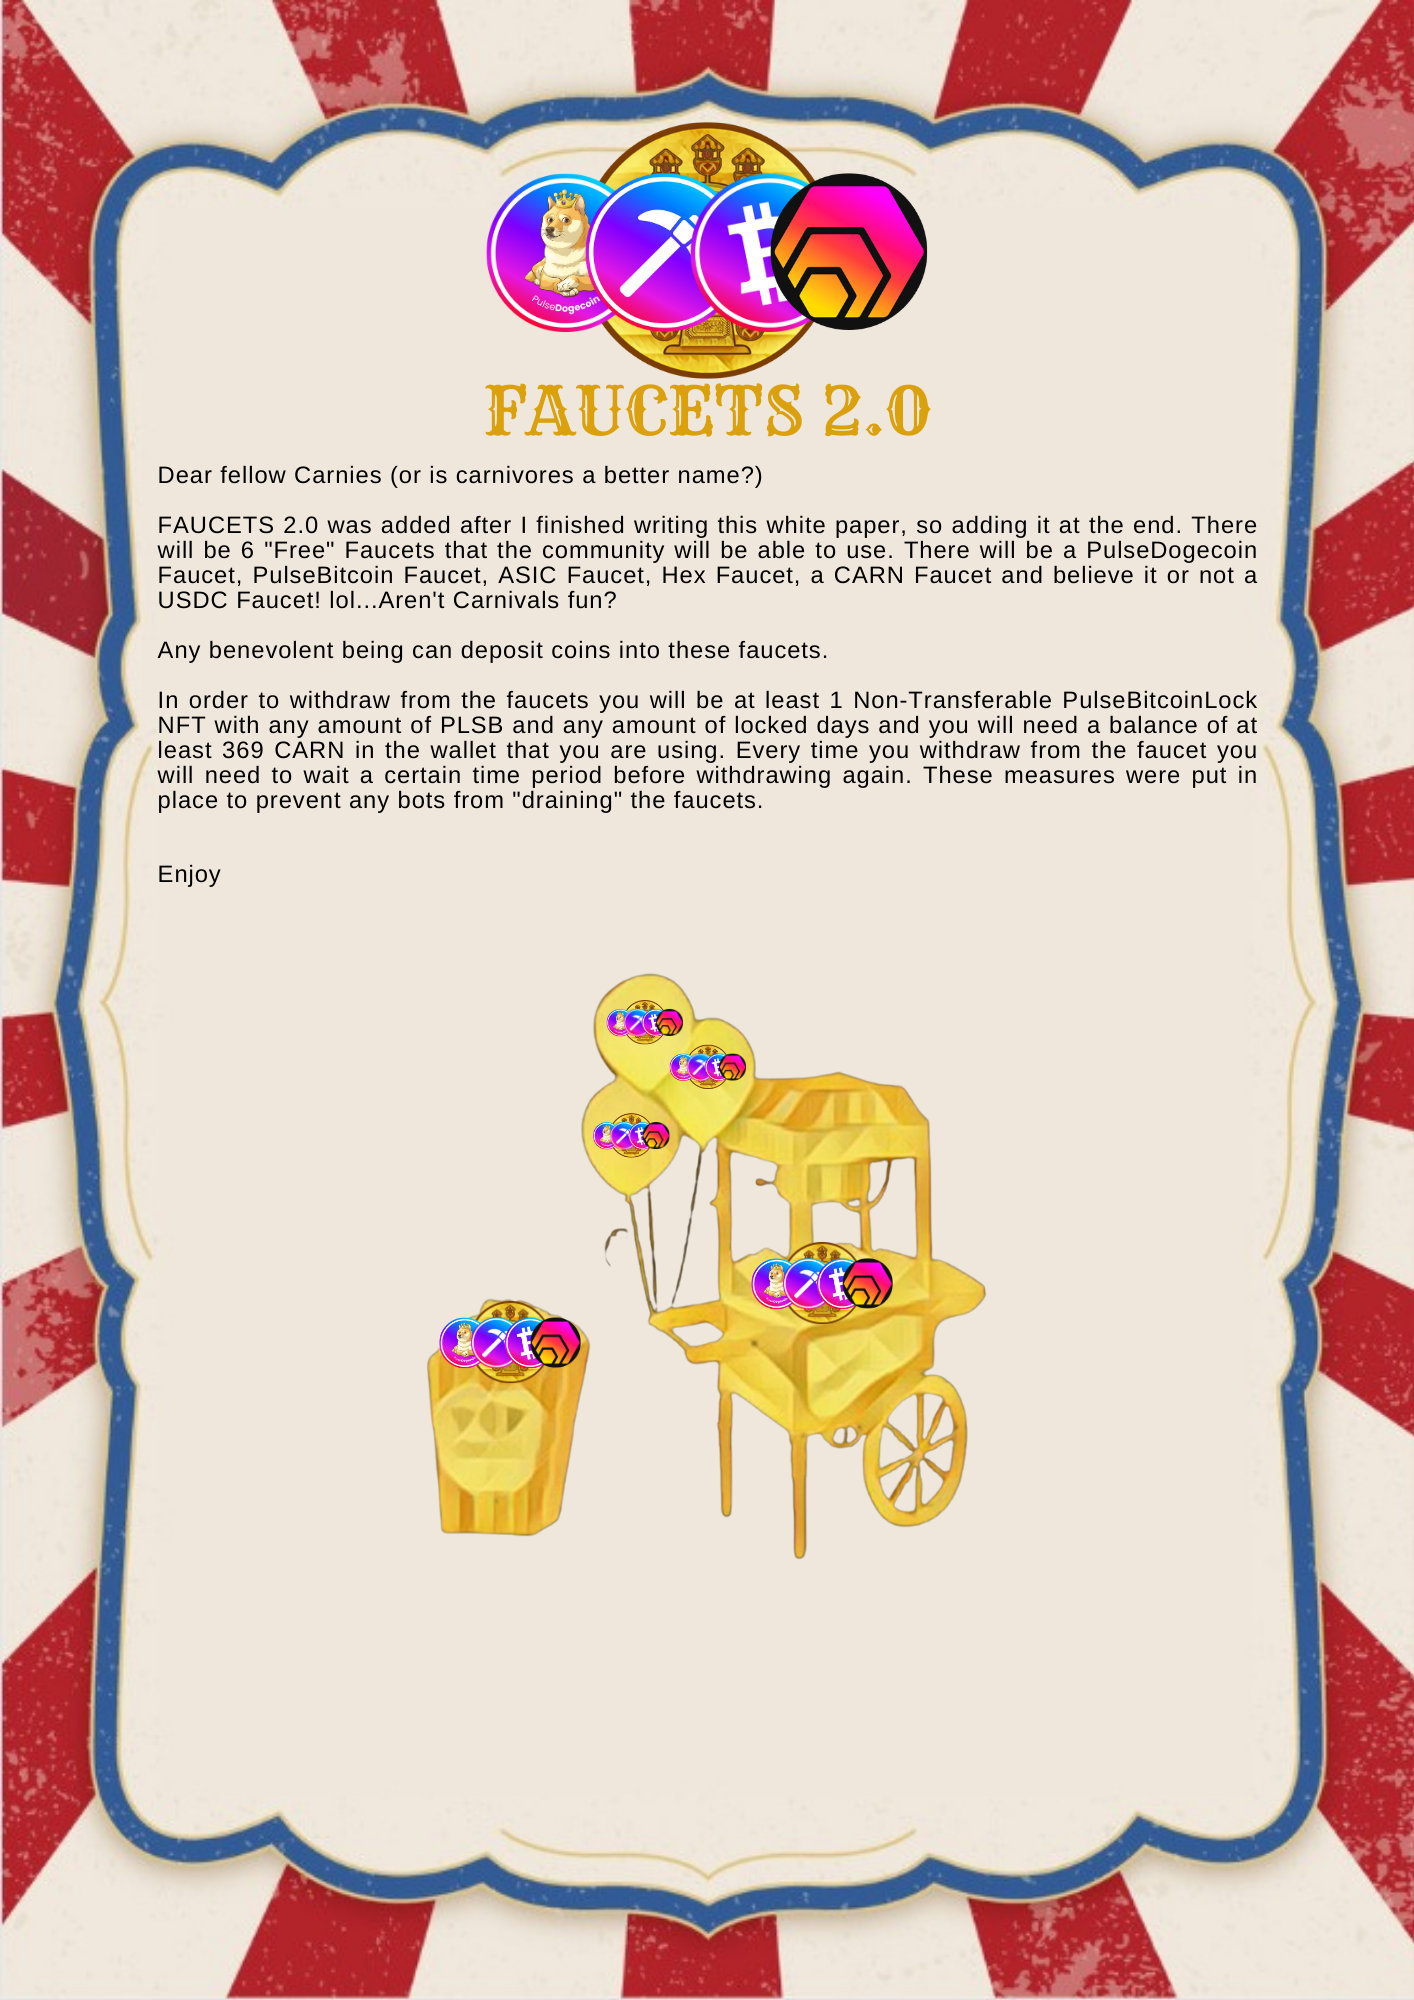 PulseDogecoin
FAUCETS 2.0
Dear fellow Carnies (or is carnivores a better name?)
FAUCETS 2.0 was added after I finished writing this white paper, so adding it at the end. There
will be 6 "Free" Faucets that the community will be able to use. There will be a PulseDogecoin
Faucet, PulseBitcoin Faucet, ASIC Faucet, Hex Faucet, a CARN Faucet and believe it or not a
USDC Faucet! lol...Aren't Carnivals fun?
Any benevolent being can deposit coins into these faucets.
In order to withdraw from the faucets you will be at least 1 Non-Transferable PulseBitcoinLock
NFT with any amount of PLSB and any amount of locked days and you will need a balance of at
least 369 CARN in the wallet that you are using. Every time you withdraw from the faucet you
will need to wait a certain time period before withdrawing again. These measures were put in
place to prevent any bots from "draining" the faucets.
Enjoy